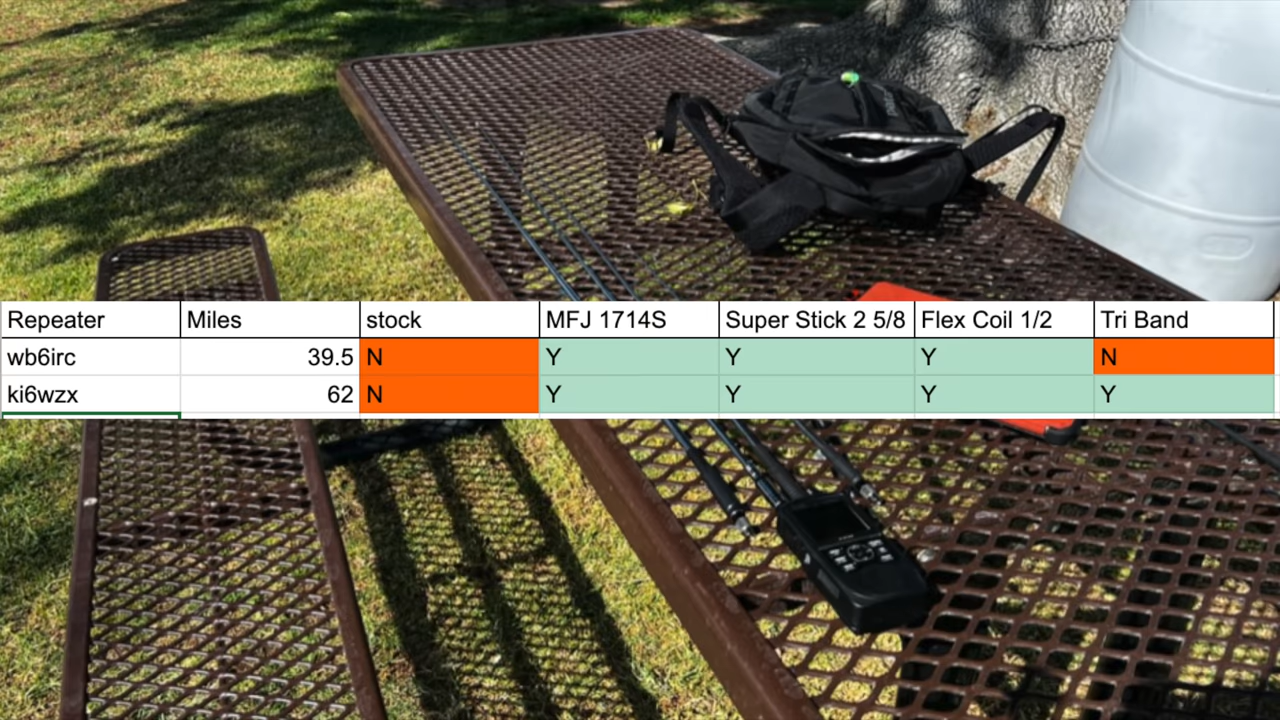 Repeater Miles stock MFJ 1714S Super Stick 2 5/8 Flex Coil 1/2 Tri Band
wb6irc 39.5 N Y Y Y N
ki6wzx 62 N Y Y Y Y